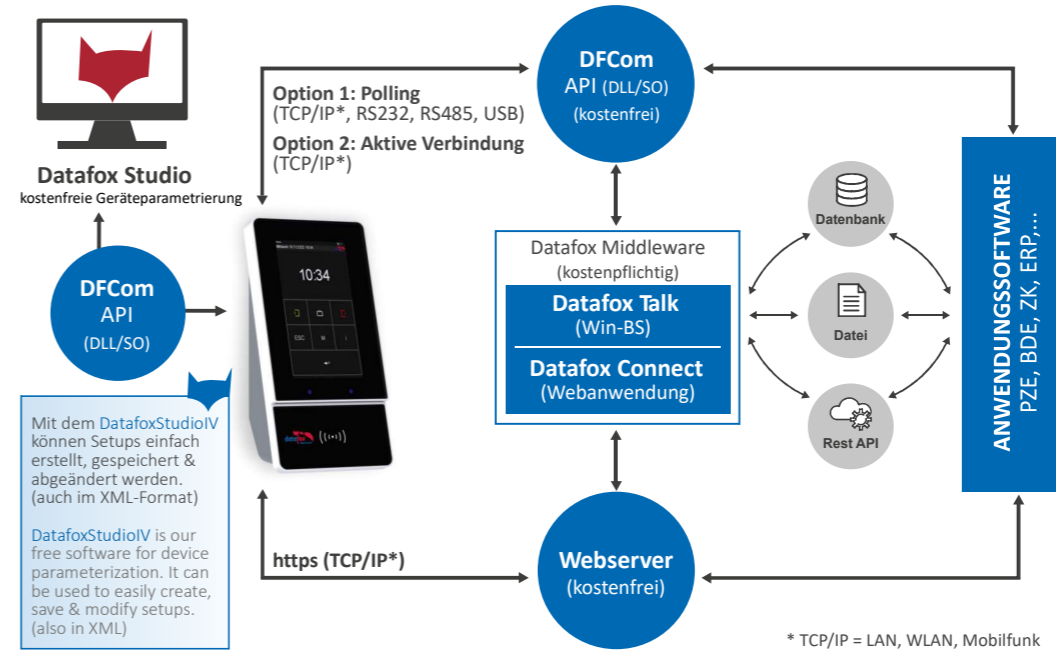 Datafox Studio
kostenfreie Geräteparametrierung
DFCom
API
(DLL/SO)
Mit dem DatafoxStudioIV
können Setups einfach
erstellt, gespeichert &
abgeändert werden.
(auch im XML-Format)
DatafoxStudioIV is our
free software for device
parameterization. It can
be used to easily create,
save & modify setups.
(also in XML)
Option 1: Polling
(TCP/IP*, RS232, RS485, USB)
Option 2: Aktive Verbindung
(TCP/IP*)
10:34
ESC
datafox
https (TCP/IP*)
DFCom
API (DLL/SO)
(kostenfrei)
Datafox Middleware
(kostenpflichtig)
Datafox Talk
(Win-BS)
Datafox Connect
(Webanwendung)
Webserver
(kostenfrei)
Datenbank
Datei
Rest API
ANWENDUNGSSOFTWARE
PZE, BDE, ZK, ERP,...
* TCP/IP = LAN, WLAN, Mobilfunk